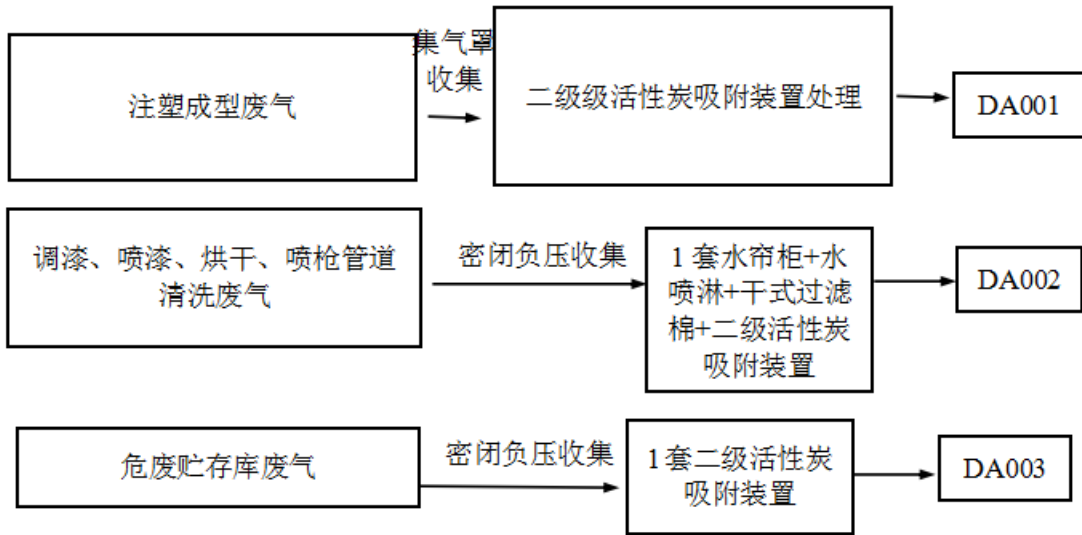 注塑成型废气
集气罩
收集
二级级活性炭吸附装置处理
DA001
调漆、喷漆、烘干、喷枪管道
清洗废气
密闭负压收集
1套水帘柜+水
喷淋+干式过滤
棉+二级活性炭
吸附装置
DA002
危废贮存库废气
密闭负压收集
1套二级活性炭
吸附装置
DA003